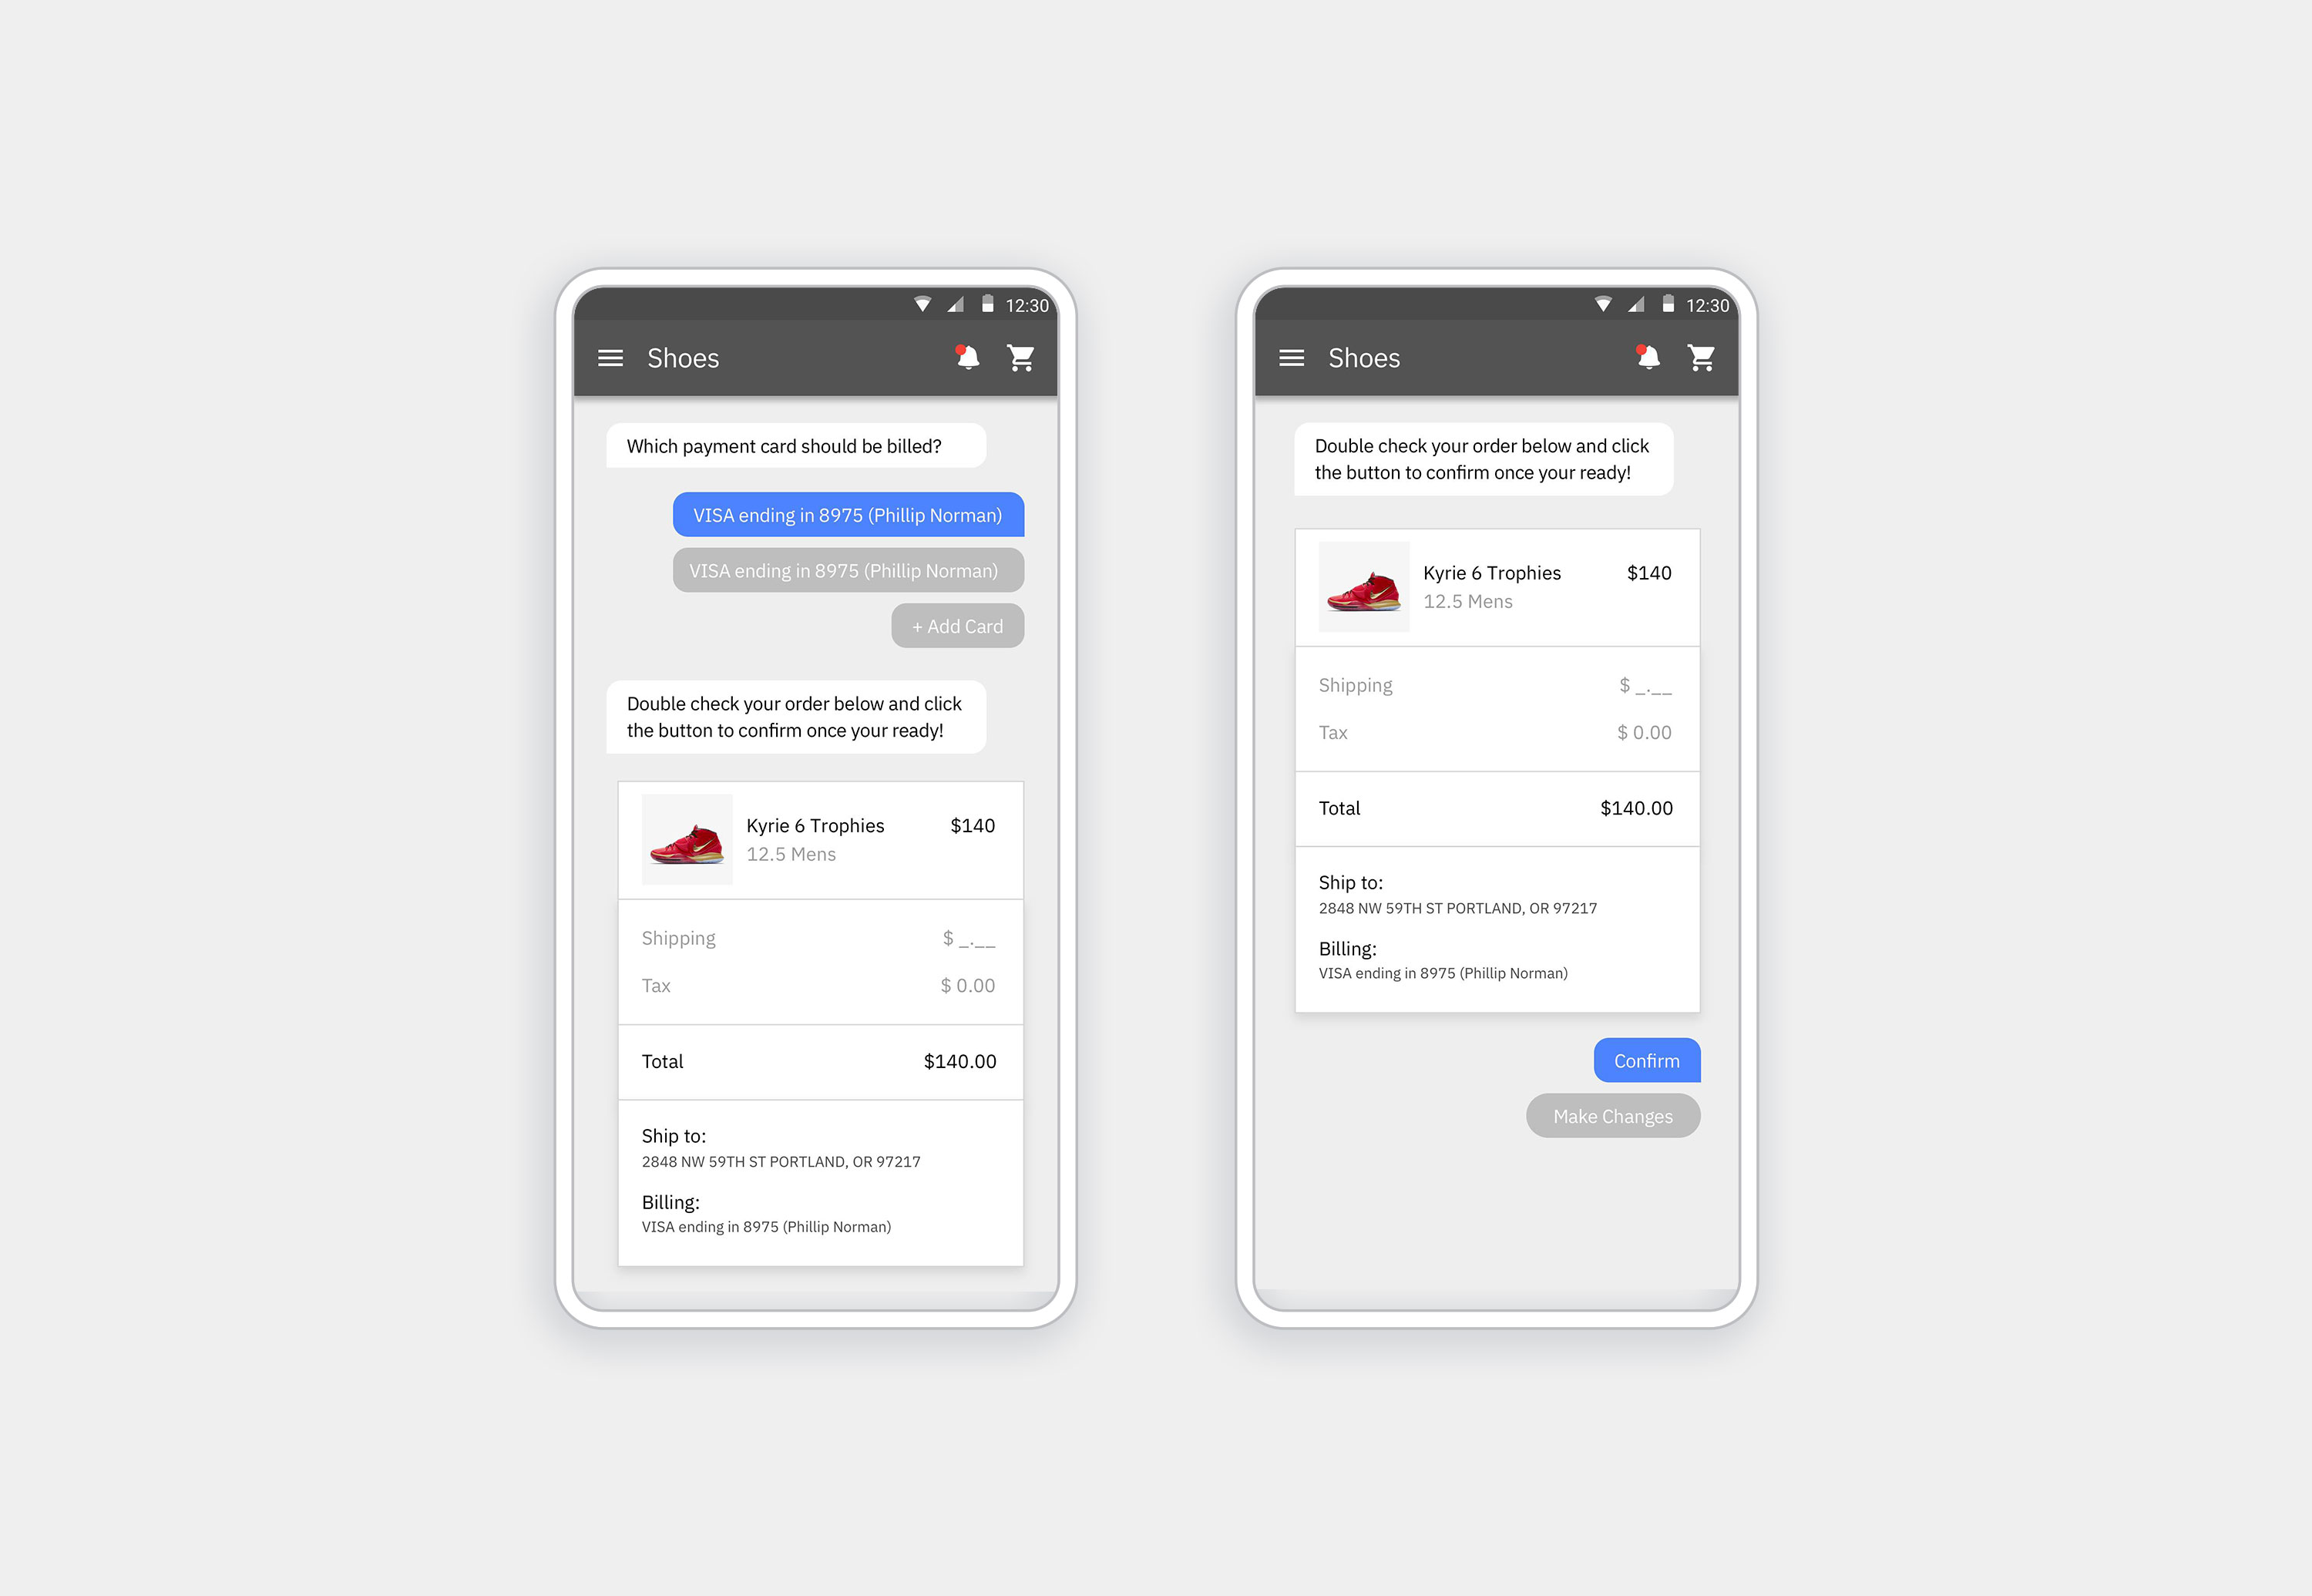 12:30
Shoes
Which payment card should be billed?
VISA ending in 8975 (Phillip Norman)
VISA ending in 8975 (Phillip Norman)
+ Add Card
Double check your order below and click
the button to confirm once your ready!
Kyrie 6 Trophies $140
12.5 Mens
Shipping $ _.__
Tax $ 0.00
Total $140.00
Ship to:
2848 NW 59TH ST PORTLAND, OR 97217
Billing:
VISA ending in 8975 (Phillip Norman)
12:30
Shoes
Double check your order below and click
the button to confirm once your ready!
Kyrie 6 Trophies $140
12.5 Mens
Shipping $ _.__
Tax $ 0.00
Total $140.00
Ship to:
2848 NW 59TH ST PORTLAND, OR 97217
Billing:
VISA ending in 8975 (Phillip Norman)
Confirm
Make Changes